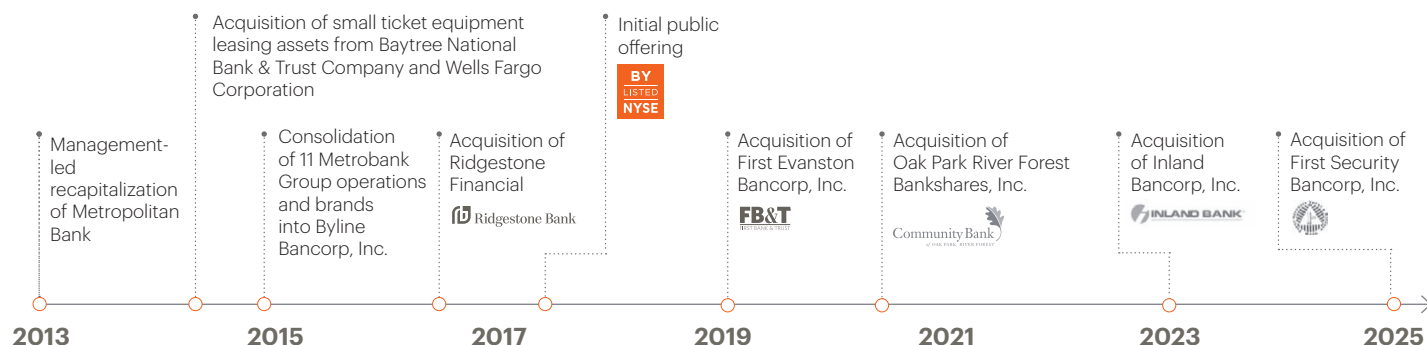 Management-
led
recapitalization
of Metropolitan
Bank
Acquisition of small ticket equipment
leasing assets from Baytree National
Bank & Trust Company and Wells Fargo
Corporation
Consolidation
of 11 Metrobank
Group operations
and brands
into Byline
Bancorp, Inc.
Acquisition of
Ridgestone
Financial
Ridgestone Bank
Initial public
offering
BY
LISTED
NYSE
Acquisition of
First Evanston
Bancorp, Inc.
FB&T
FIRST BANK & TRUST
Acquisition of
Oak Park River Forest
Bankshares, Inc.
Community Bank
of OAK PARK RIVER FOREST
Acquisition
of Inland
Bancorp, Inc.
INLAND BANK
Acquisition of
First Security
Bancorp, Inc.
2013
2015
2017
2019
2021
2023
2025